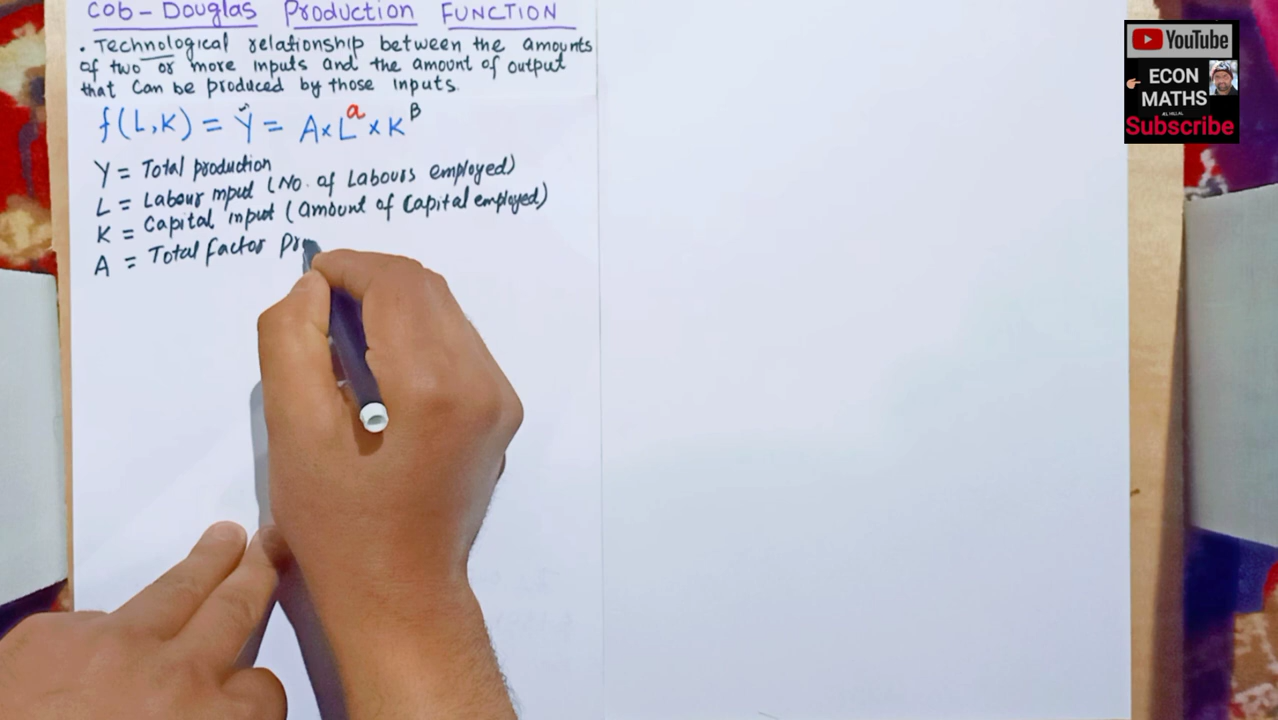 Cob-Douglas Production FUNCTION
. Technological relationship between the amounts
of two or more inputs and the amount of output
that can be produced by those inputs.
f(L,K) = Y = A×L^a×K^β
Y = Total production
L = Labour input (No. of Labours employed)
K = Capital input (amount of capital employed)
A = Total factor Pro
YouTube
ECON
MATHS
Subscribe